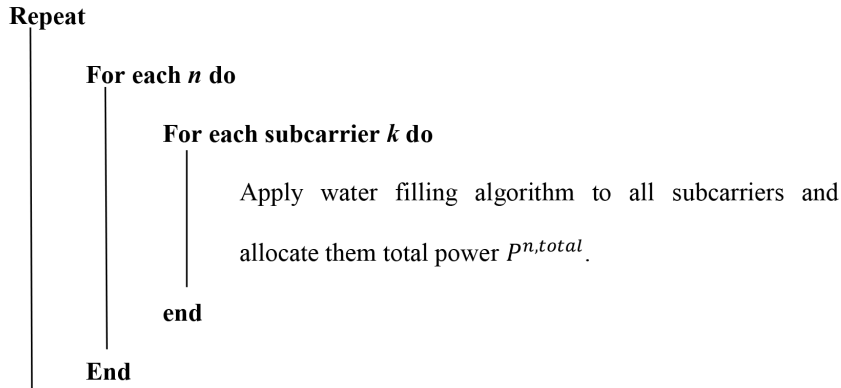 Repeat
For each n do
For each subcarrier k do
Apply water filling algorithm to all subcarriers and
allocate them total power P^{n,total}.
end
End